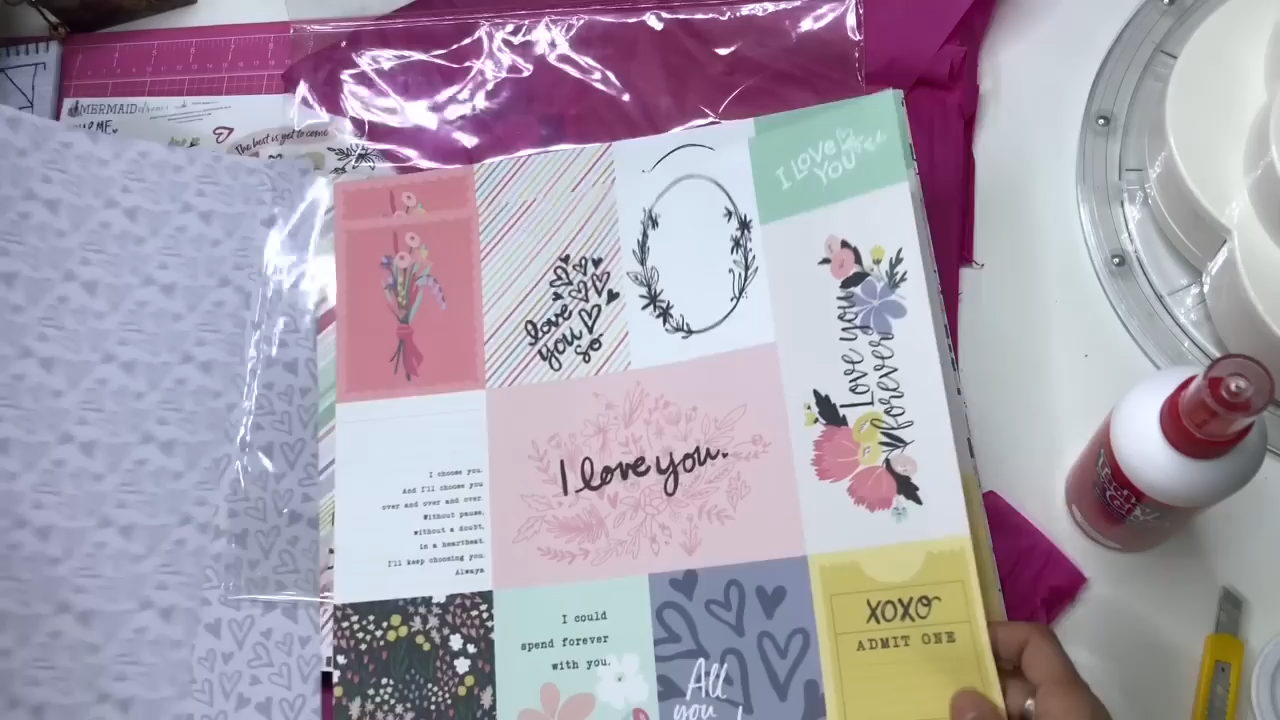 MERMAID
ME
The best is yet to come
I LOVE
YOU
love
you
so
Love you
forever
I choose you.
And I'll choose you
over and over and over.
Without pause,
without a doubt,
in a heartbeat.
I'll keep choosing you.
Always
I love you.
I could
spend forever
with you.
All
you
XOXO
ADMIT ONE